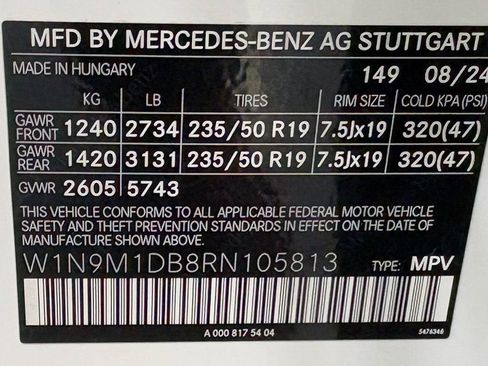 MFD BY MERCEDES-BENZ AG STUTTGART
MADE IN HUNGARY 149 08/24
KG LB TIRES RIM SIZE COLD KPA (PSI)
GAWR FRONT 1240 2734 235/50 R19 7.5Jx19 320(47)
GAWR REAR 1420 3131 235/50 R19 7.5Jx19 320(47)
GVWR 2605 5743
THIS VEHICLE CONFORMS TO ALL APPLICABLE FEDERAL MOTOR VEHICLE
SAFETY AND THEFT PREVENTION STANDARDS IN EFFECT ON THE DATE OF
MANUFACTURE SHOWN ABOVE.
W1N9M1DB8RN105813 TYPE: MPV
A 000 817 54 04 5476346